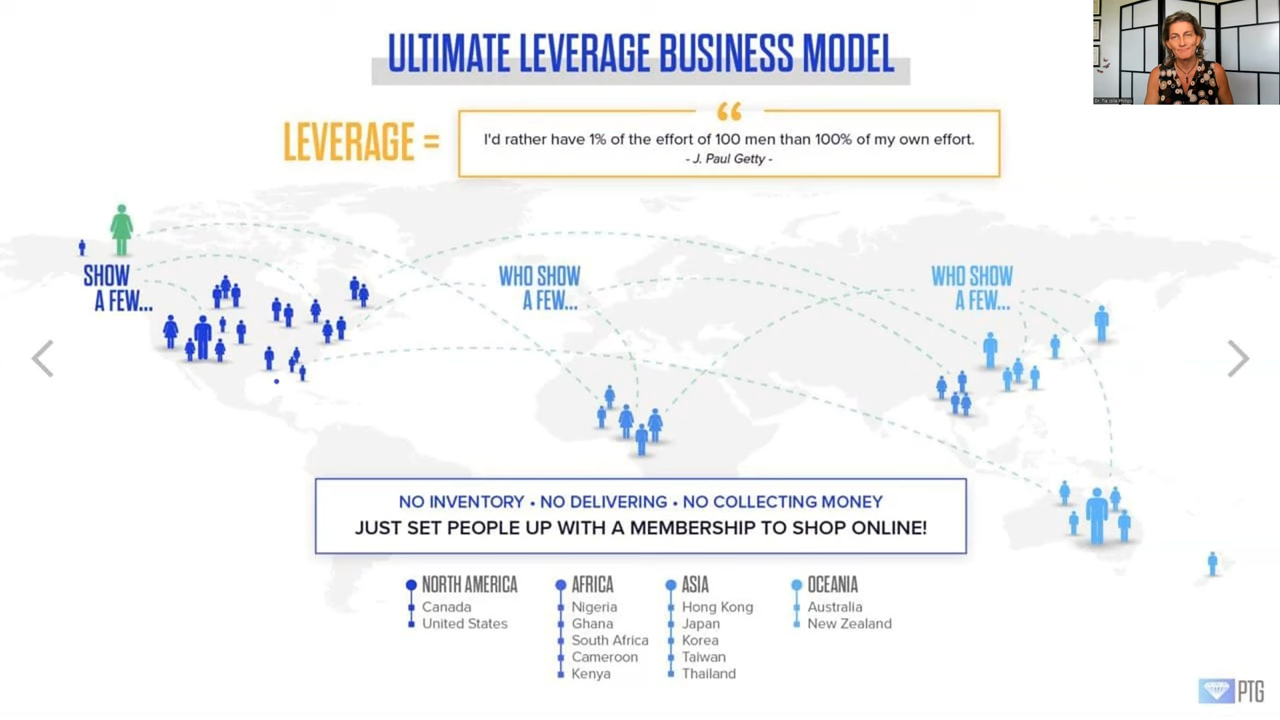 ULTIMATE LEVERAGE BUSINESS MODEL
LEVERAGE =
“
I'd rather have 1% of the effort of 100 men than 100% of my own effort.
- J. Paul Getty -
SHOW
A FEW...
WHO SHOW
A FEW...
WHO SHOW
A FEW...
NO INVENTORY • NO DELIVERING • NO COLLECTING MONEY
JUST SET PEOPLE UP WITH A MEMBERSHIP TO SHOP ONLINE!
NORTH AMERICA
Canada
United States
AFRICA
Nigeria
Ghana
South Africa
Cameroon
Kenya
ASIA
Hong Kong
Japan
Korea
Taiwan
Thailand
OCEANIA
Australia
New Zealand
PTG